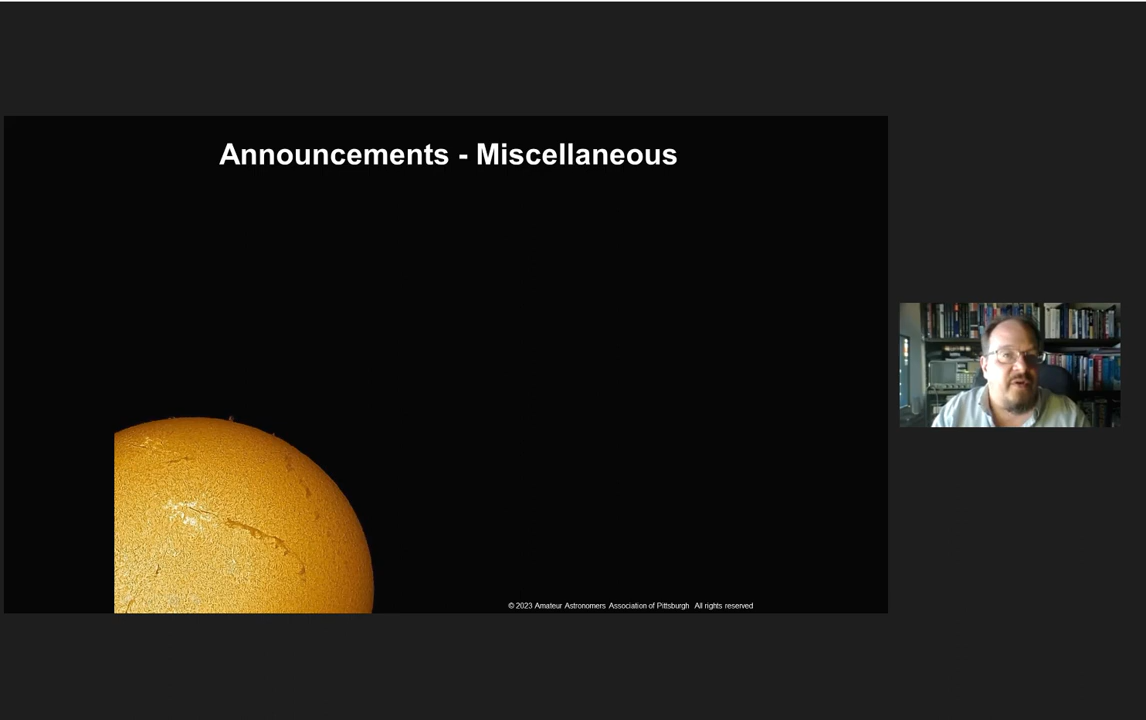 Announcements - Miscellaneous
© 2023 Amateur Astronomers Association of Pittsburgh All rights reserved